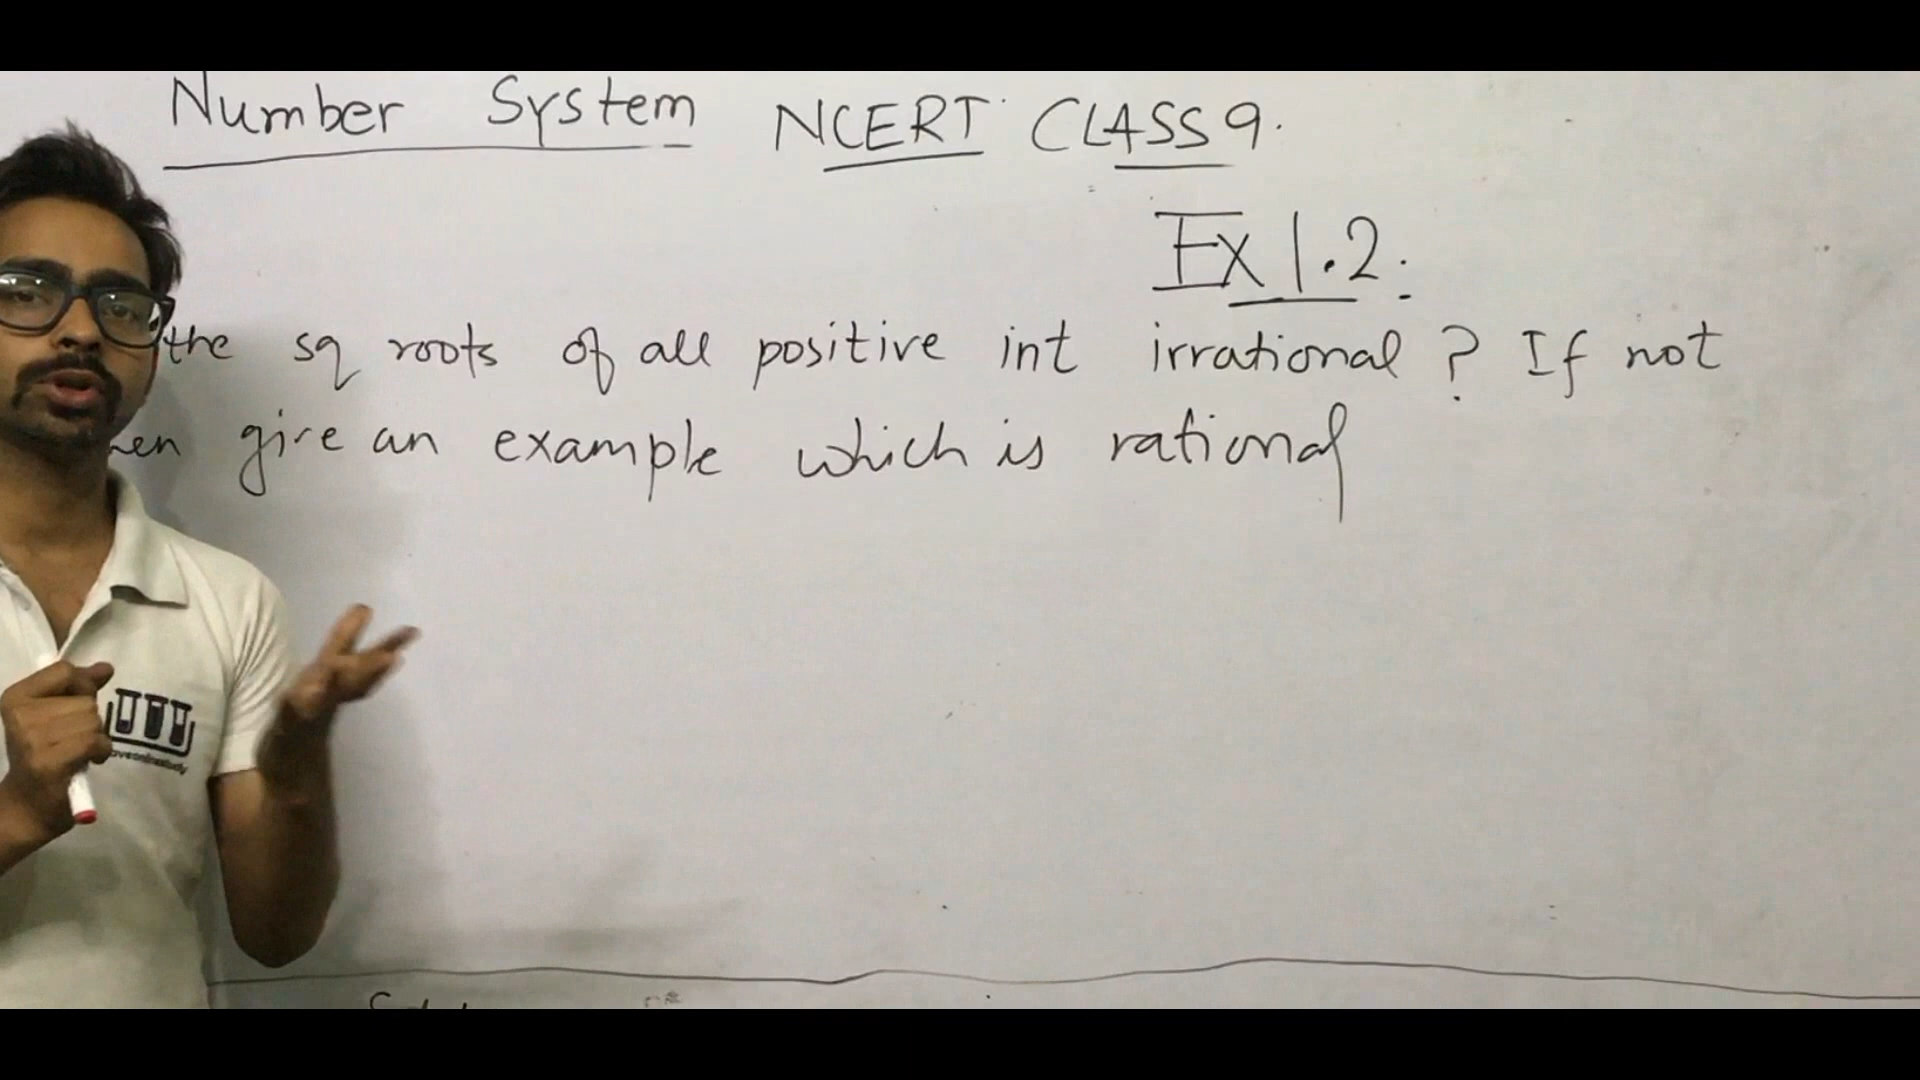 Number System NCERT CLASS 9.
Ex 1.2:
the sq roots of all positive int irrational ? If not
give an example which is rational